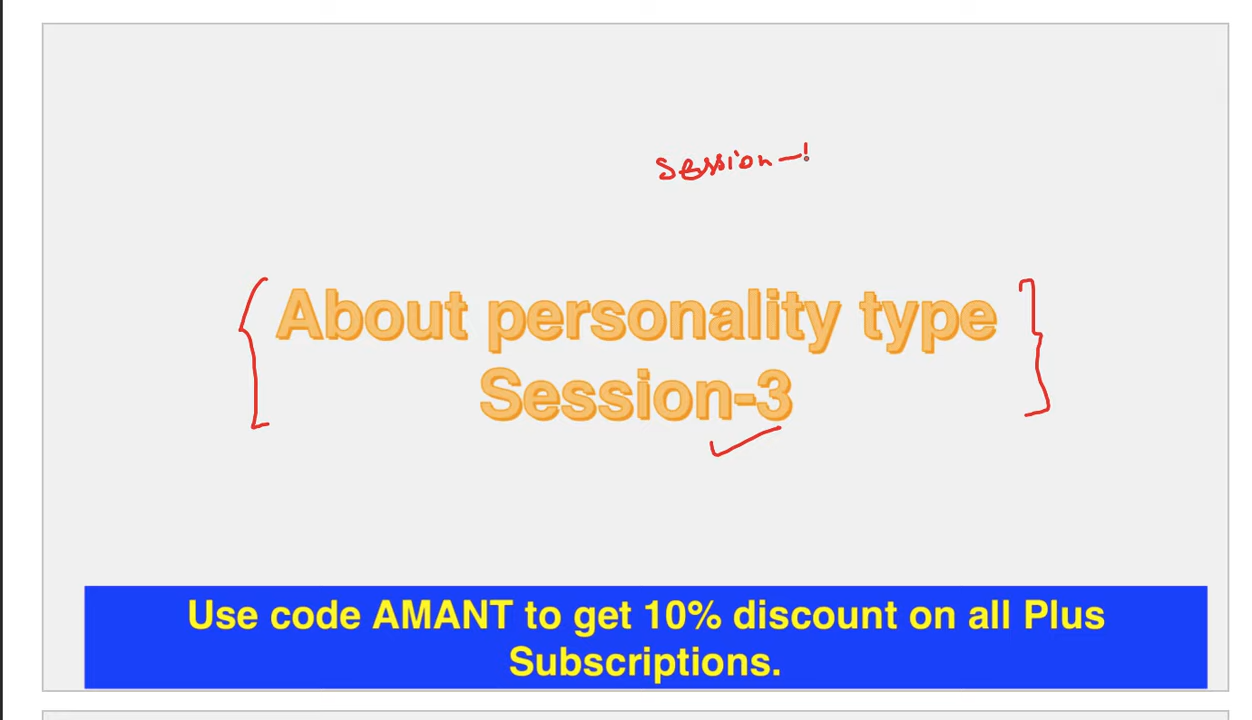 Session-1
About personality type
Session-3
Use code AMANT to get 10% discount on all Plus
Subscriptions.